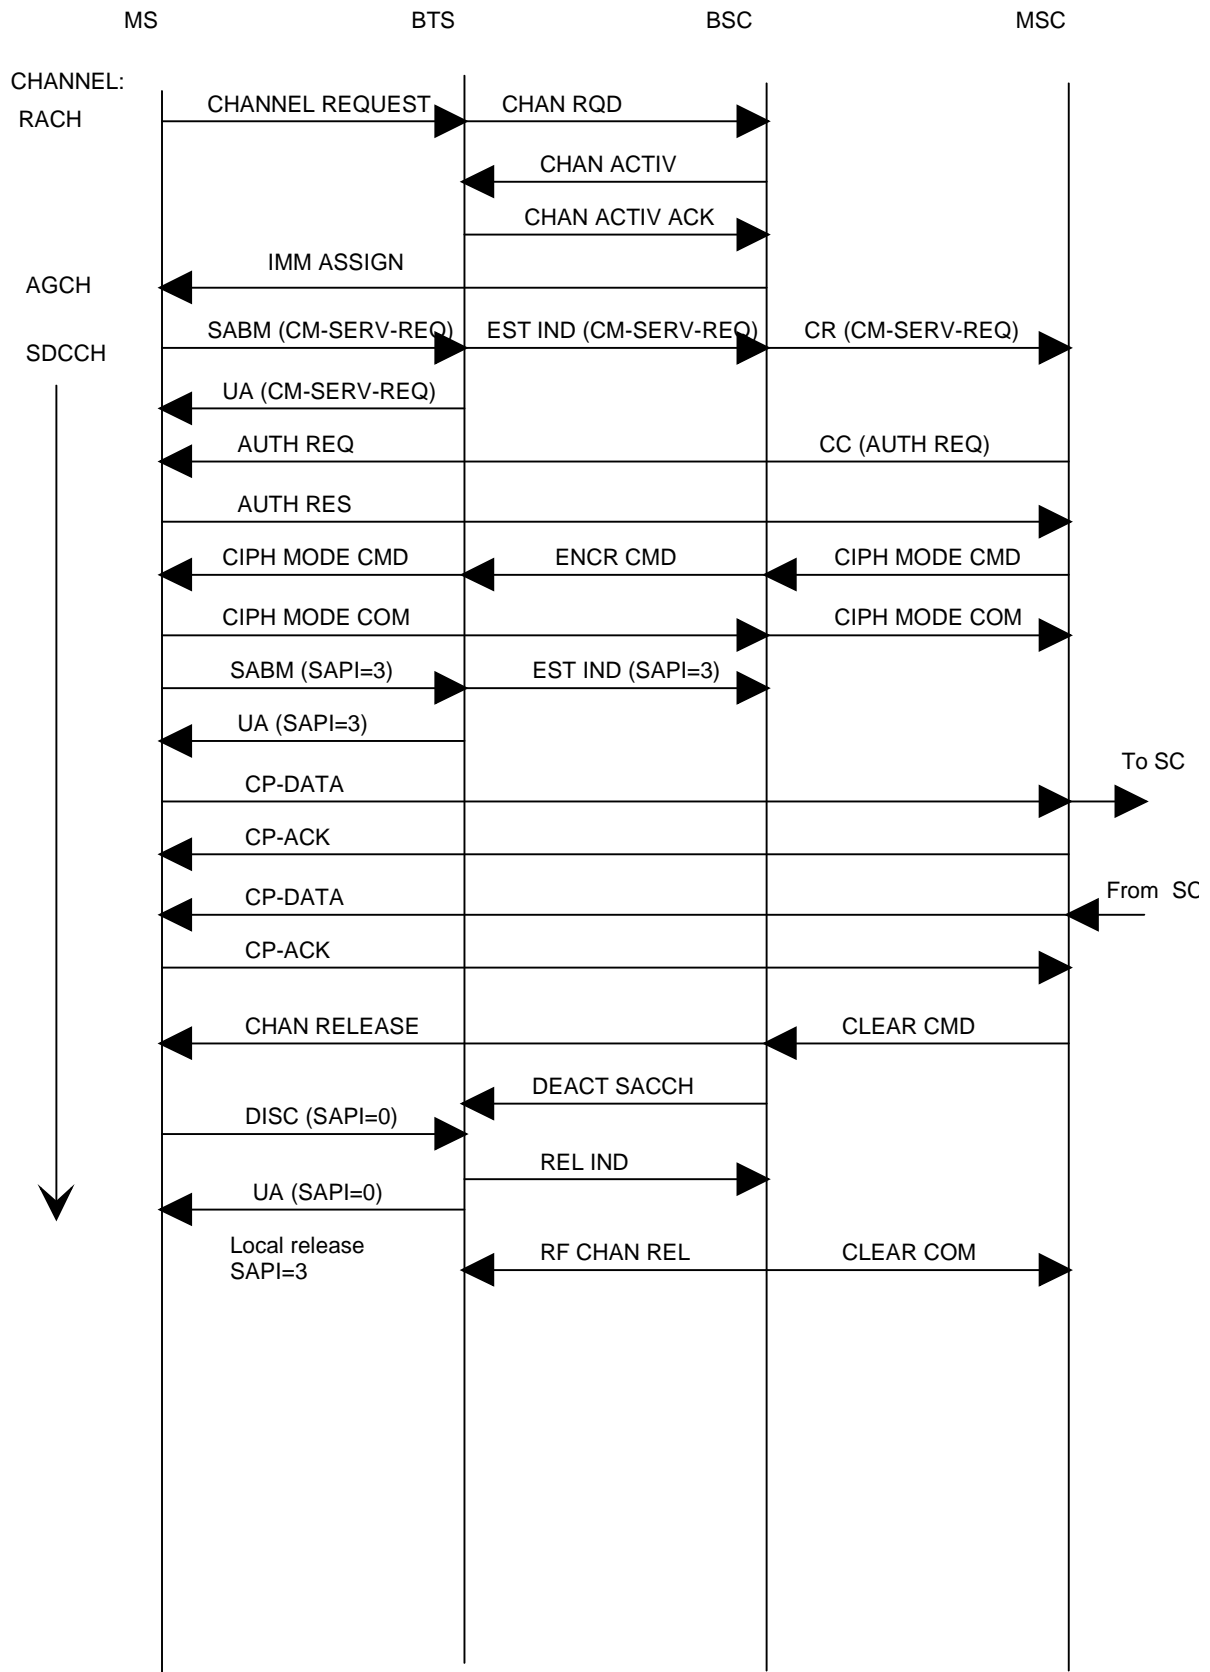 MS BTS BSC MSC
CHANNEL:
RACH CHANNEL REQUEST CHAN RQD
CHAN ACTIV
CHAN ACTIV ACK
AGCH IMM ASSIGN
SDCCH SABM (CM-SERV-REQ) EST IND (CM-SERV-REQ) CR (CM-SERV-REQ)
UA (CM-SERV-REQ)
AUTH REQ CC (AUTH REQ)
AUTH RES
CIPH MODE CMD ENCR CMD CIPH MODE CMD
CIPH MODE COM CIPH MODE COM
SABM (SAPI=3) EST IND (SAPI=3)
UA (SAPI=3)
To SC
CP-DATA
CP-ACK
CP-DATA From SC
CP-ACK
CHAN RELEASE CLEAR CMD
DEACT SACCH
DISC (SAPI=0)
REL IND
UA (SAPI=0)
Local release RF CHAN REL CLEAR COM
SAPI=3